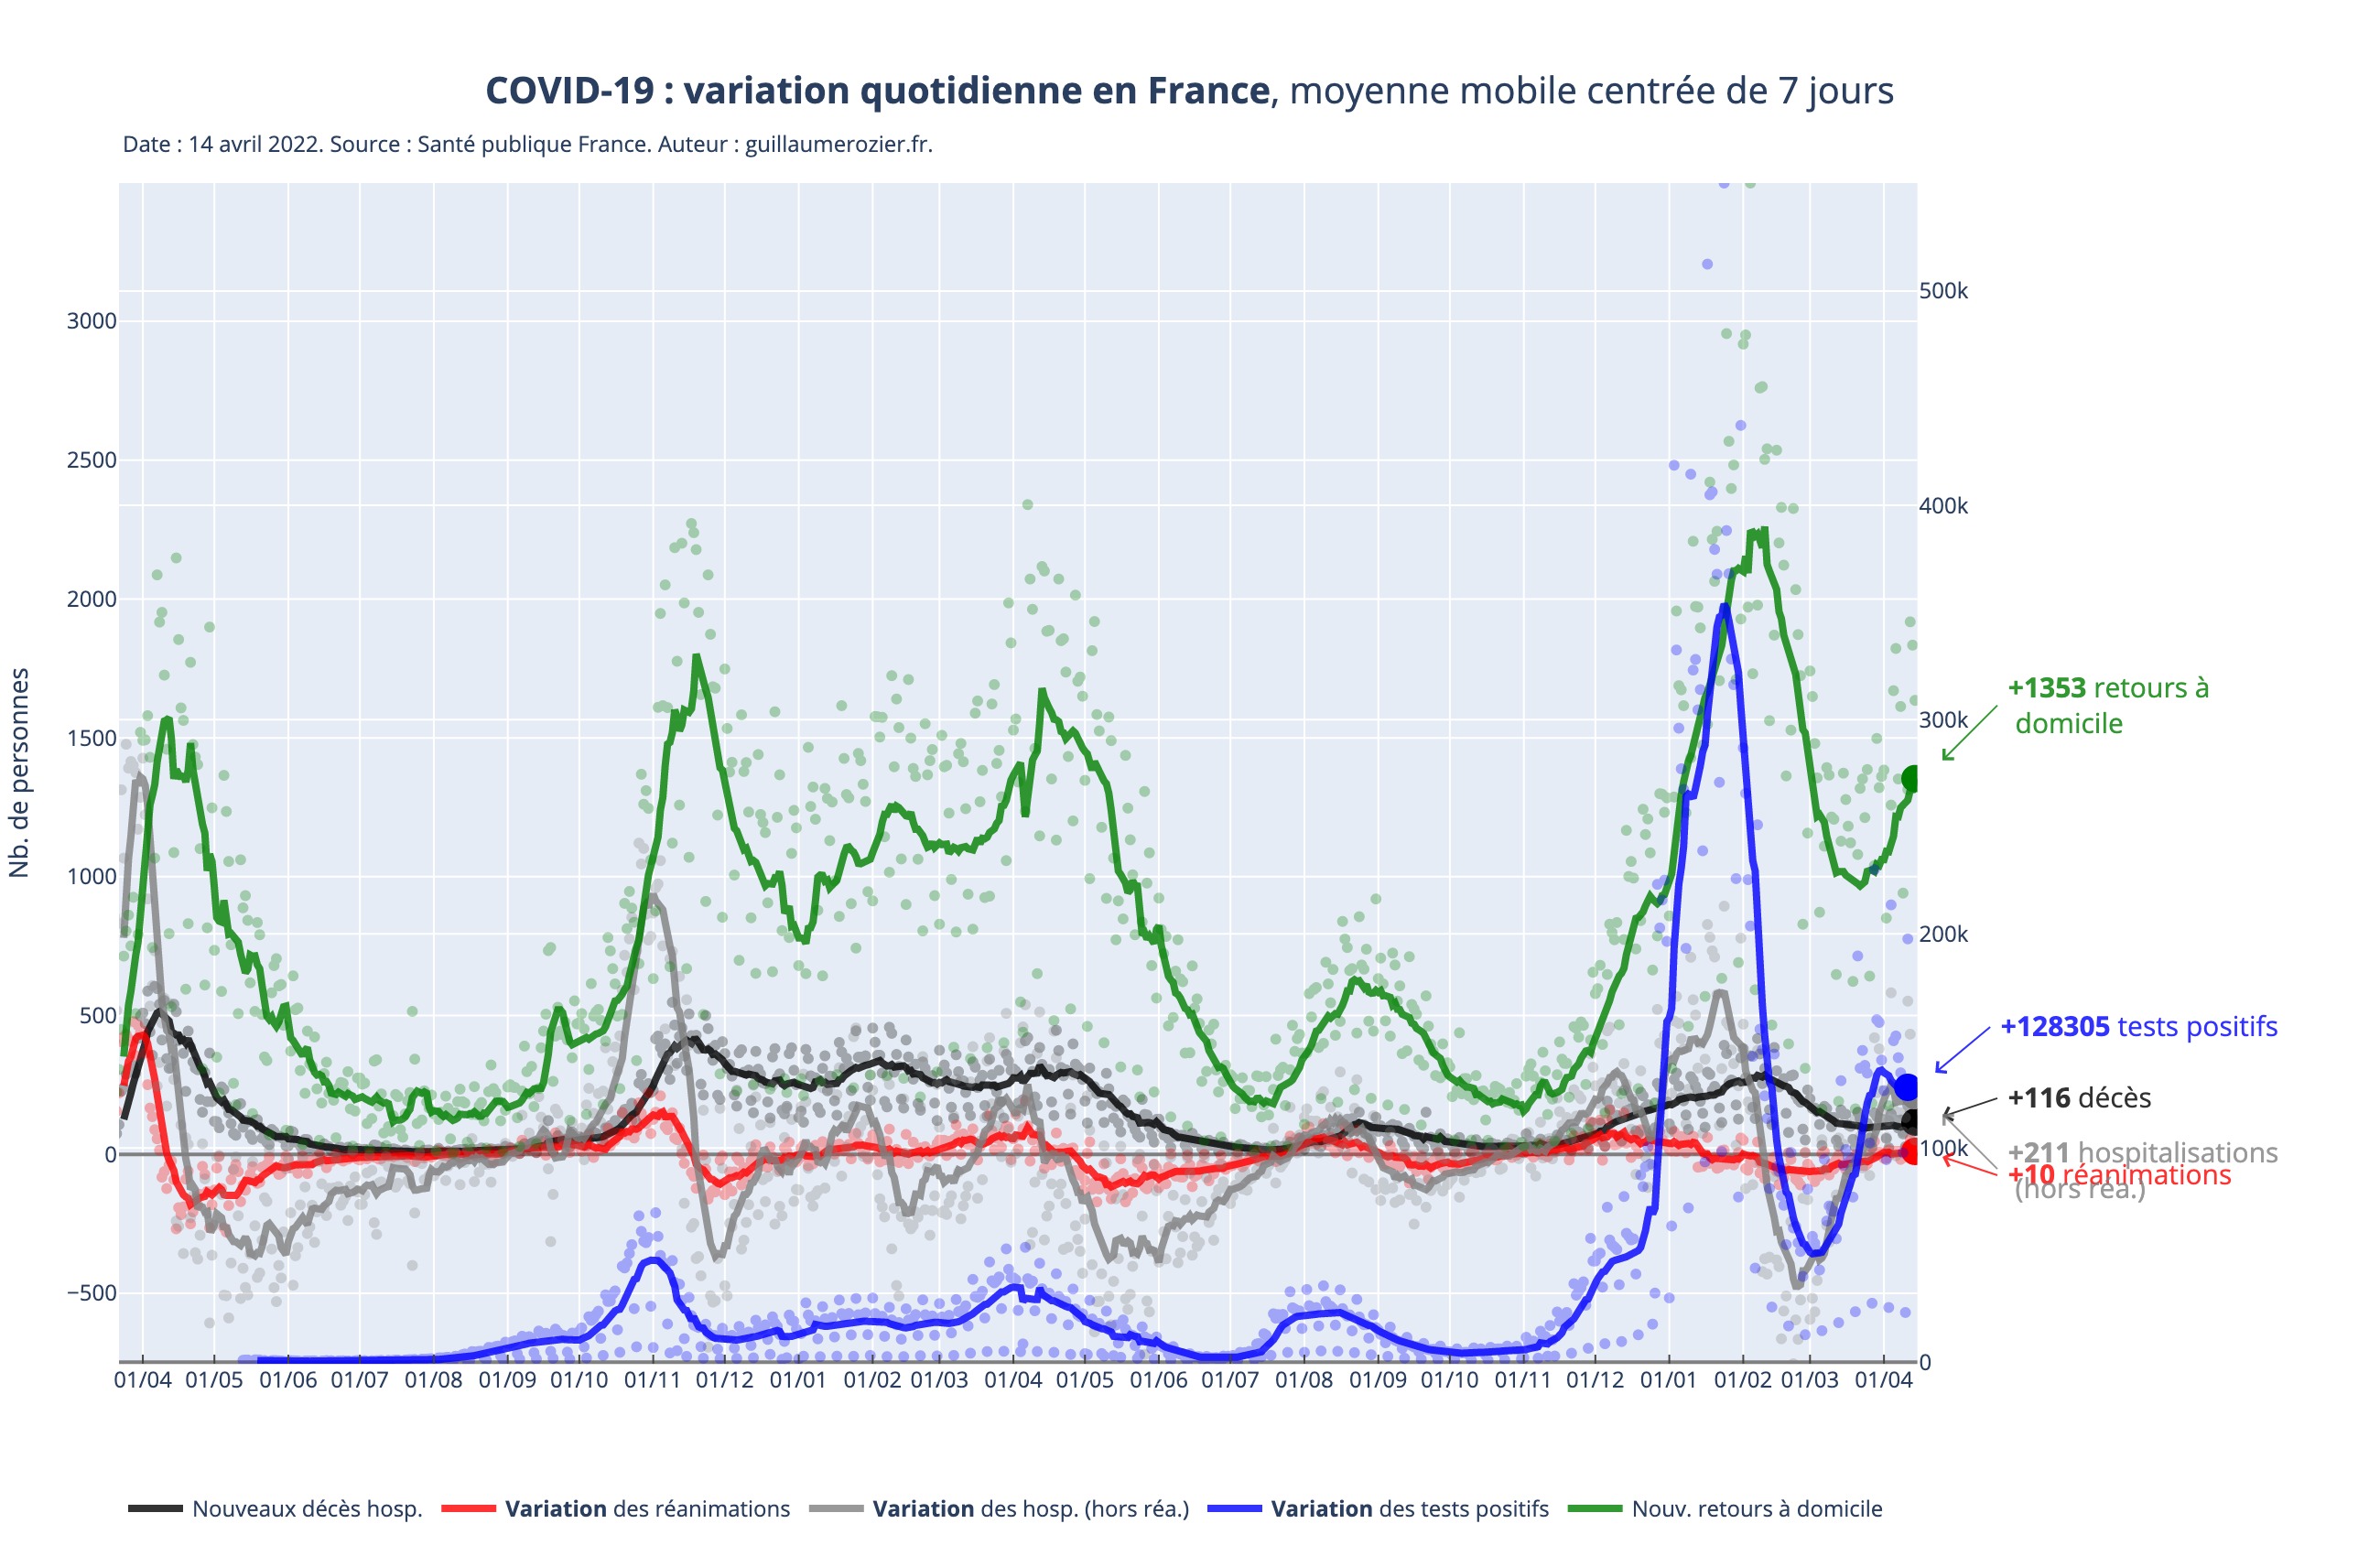 COVID-19 : variation quotidienne en France, moyenne mobile centrée de 7 jours
Date : 14 avril 2022. Source : Santé publique France. Auteur : guillaumerozier.fr.
Nb. de personnes
3000
2500
2000
1500
1000
500
0
−500
500k
400k
300k
200k
100k
0
+1353 retours à
domicile
+128305 tests positifs
+116 décès
+211 hospitalisations
(hors réa.)
+10 réanimations
01/04 01/05 01/06 01/07 01/08 01/09 01/10 01/11 01/12 01/01 01/02 01/03 01/04 01/05 01/06 01/07 01/08 01/09 01/10 01/11 01/12 01/01 01/02 01/03 01/04
Nouveaux décès hosp. Variation des réanimations Variation des hosp. (hors réa.) Variation des tests positifs Nouv. retours à domicile